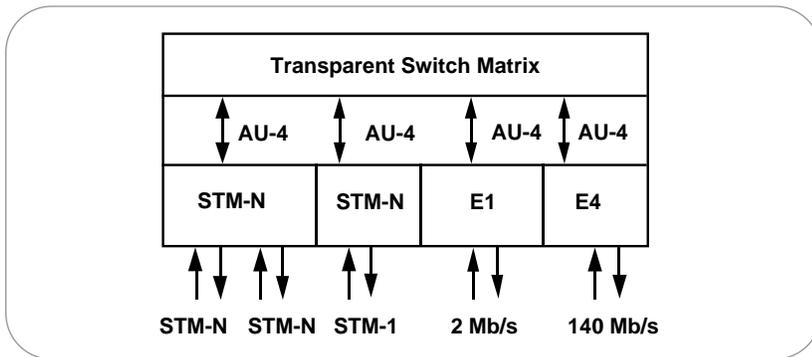 Transparent Switch Matrix
AU-4 AU-4 AU-4 AU-4
STM-N STM-N E1 E4
STM-N STM-N STM-1 2 Mb/s 140 Mb/s